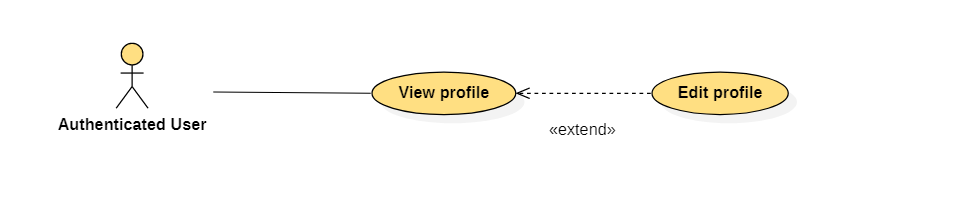 View profile
Edit profile
Authenticated User
«extend»